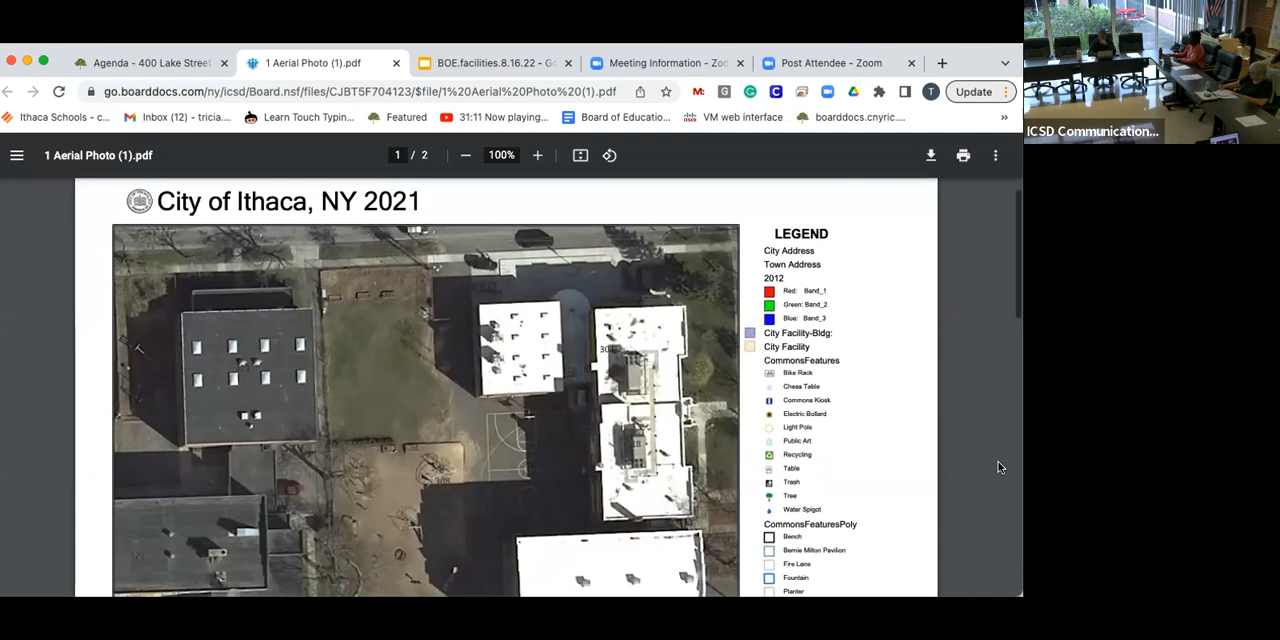 Agenda - 400 Lake Street
1 Aerial Photo (1).pdf
BOE.facilities.8.16.22 - Go
Meeting Information - Zoo
Post Attendee - Zoom
go.boarddocs.com/ny/icsd/Board.nsf/files/CJBT5F704123/$file/1%20Aerial%20Photo%20(1).pdf
Update
Ithaca Schools - c...
Inbox (12) - tricia....
Learn Touch Typin...
Featured
31:11 Now playing...
Board of Educatio...
VM web interface
boarddocs.cnyric....
1 Aerial Photo (1).pdf
1 / 2
100%
City of Ithaca, NY 2021
308
LEGEND
City Address
Town Address
2012
Red: Band_1
Green: Band_2
Blue: Band_3
City Facility-Bldg:
City Facility
CommonsFeatures
Bike Rack
Chess Table
Commons Kiosk
Electric Bollard
Light Pole
Public Art
Recycling
Table
Trash
Tree
Water Spigot
CommonsFeaturesPoly
Bench
Bernie Milton Pavilion
Fire Lane
Fountain
Planter
ICSD Communication...